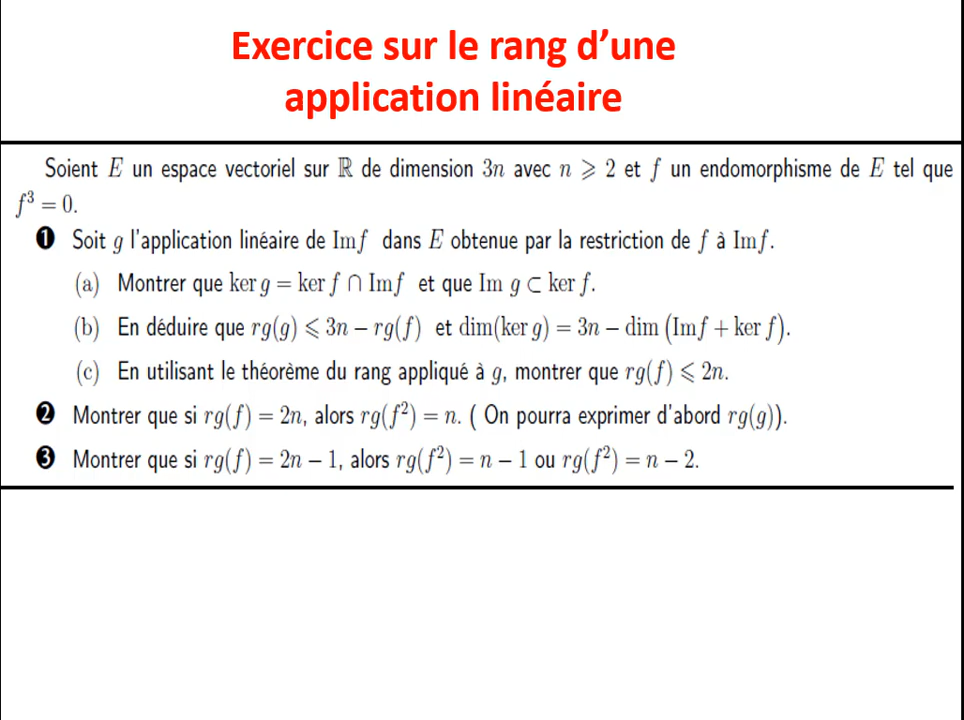 Exercice sur le rang d’une
application linéaire
Soient E un espace vectoriel sur ℝ de dimension 3n avec n ⩾ 2 et f un endomorphisme de E tel que
f³ = 0.
❶ Soit g l'application linéaire de Imf dans E obtenue par la restriction de f à Imf.
(a) Montrer que ker g = ker f ∩ Imf et que Im g ⊂ ker f.
(b) En déduire que rg(g) ⩽ 3n − rg(f) et dim(ker g) = 3n − dim (Imf + ker f).
(c) En utilisant le théorème du rang appliqué à g, montrer que rg(f) ⩽ 2n.
❷ Montrer que si rg(f) = 2n, alors rg(f²) = n. ( On pourra exprimer d'abord rg(g)).
❸ Montrer que si rg(f) = 2n − 1, alors rg(f²) = n − 1 ou rg(f²) = n − 2.